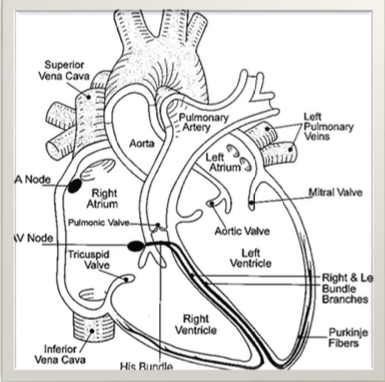 Superior
Vena Cava
Aorta
Pulmonary
Artery
Left
Pulmonary
Veins
Left
Atrium
A Node
Right
Atrium
Mitral Valve
Pulmonic Valve
Aortic Valve
AV Node
Tricuspid
Valve
Left
Ventricle
Right & Le
Bundle
Branches
Right
Ventricle
Purkinje
Fibers
Inferior
Vena Cava
His Bundle